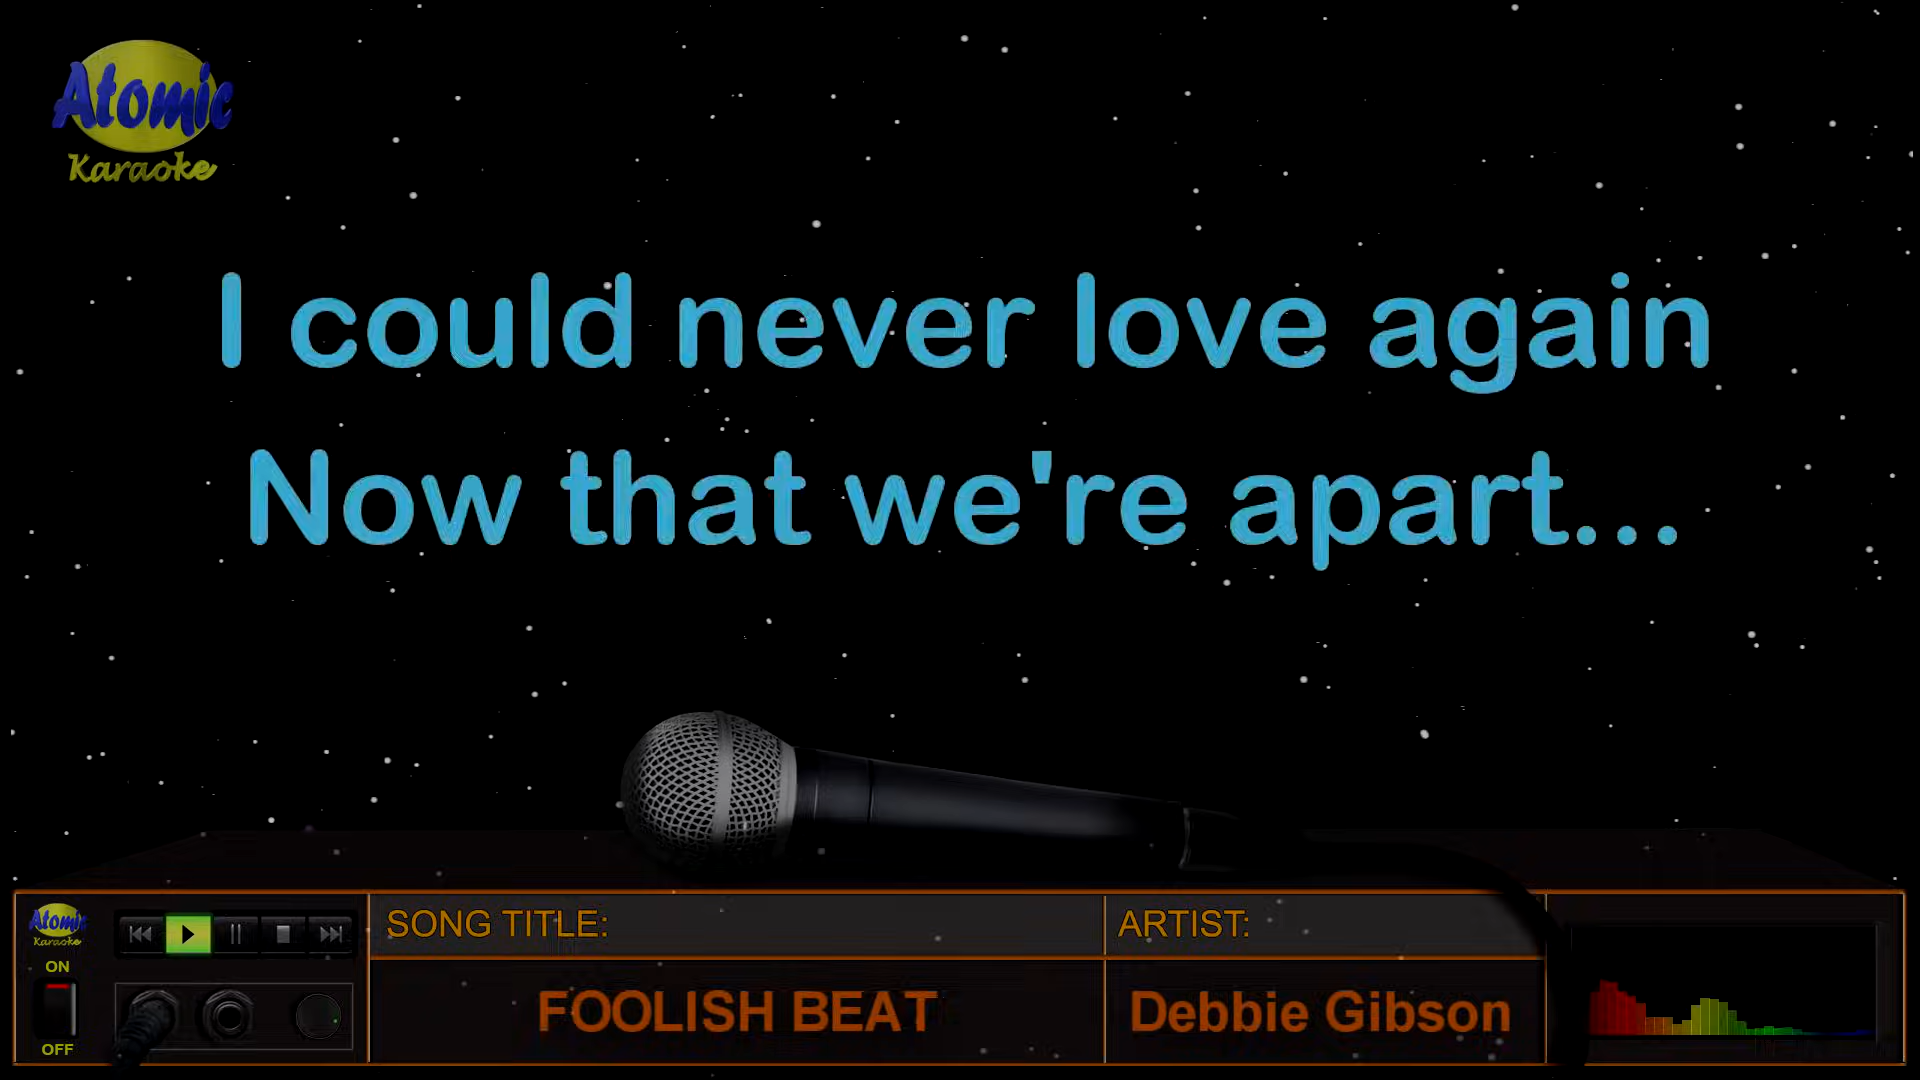 Atomic
Karaoke
I could never love again
Now that we're apart...
Atomic
Karaoke
ON
OFF
SONG TITLE:
ARTIST:
FOOLISH BEAT
Debbie Gibson